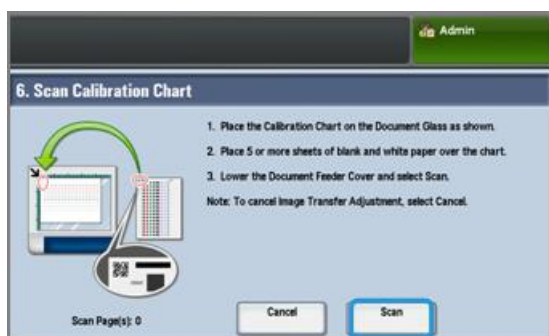 Admin
6. Scan Calibration Chart
1. Place the Calibration Chart on the Document Glass as shown.
2. Place 5 or more sheets of blank and white paper over the chart.
3. Lower the Document Feeder Cover and select Scan.
Note: To cancel Image Transfer Adjustment, select Cancel.
Scan Page(s): 0
Cancel
Scan